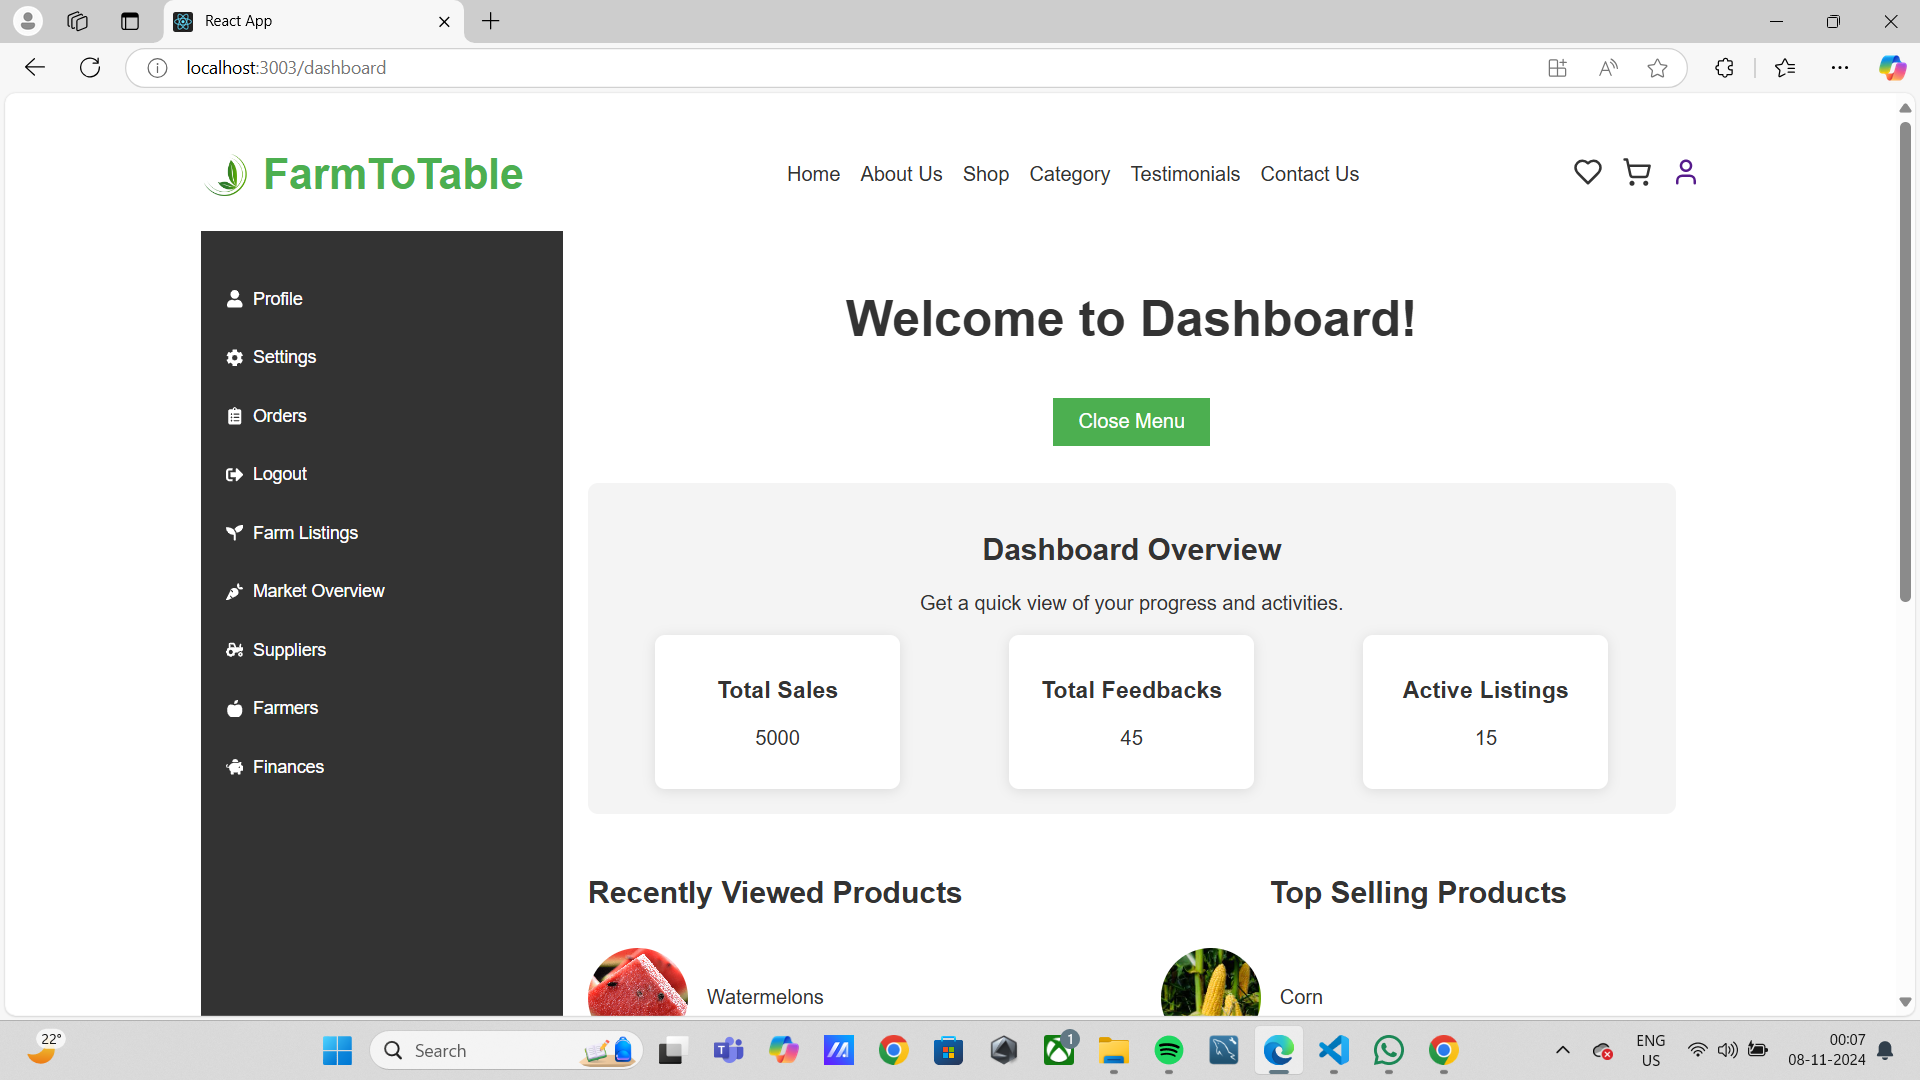 React App
localhost:3003/dashboard
FarmToTable
Home About Us Shop Category Testimonials Contact Us
Profile
Settings
Orders
Logout
Farm Listings
Market Overview
Suppliers
Farmers
Finances
Welcome to Dashboard!
Close Menu
Dashboard Overview
Get a quick view of your progress and activities.
Total Sales
5000
Total Feedbacks
45
Active Listings
15
Recently Viewed Products
Watermelons
Top Selling Products
Corn
22°
Search
1
ENG
US
00:07
08-11-2024